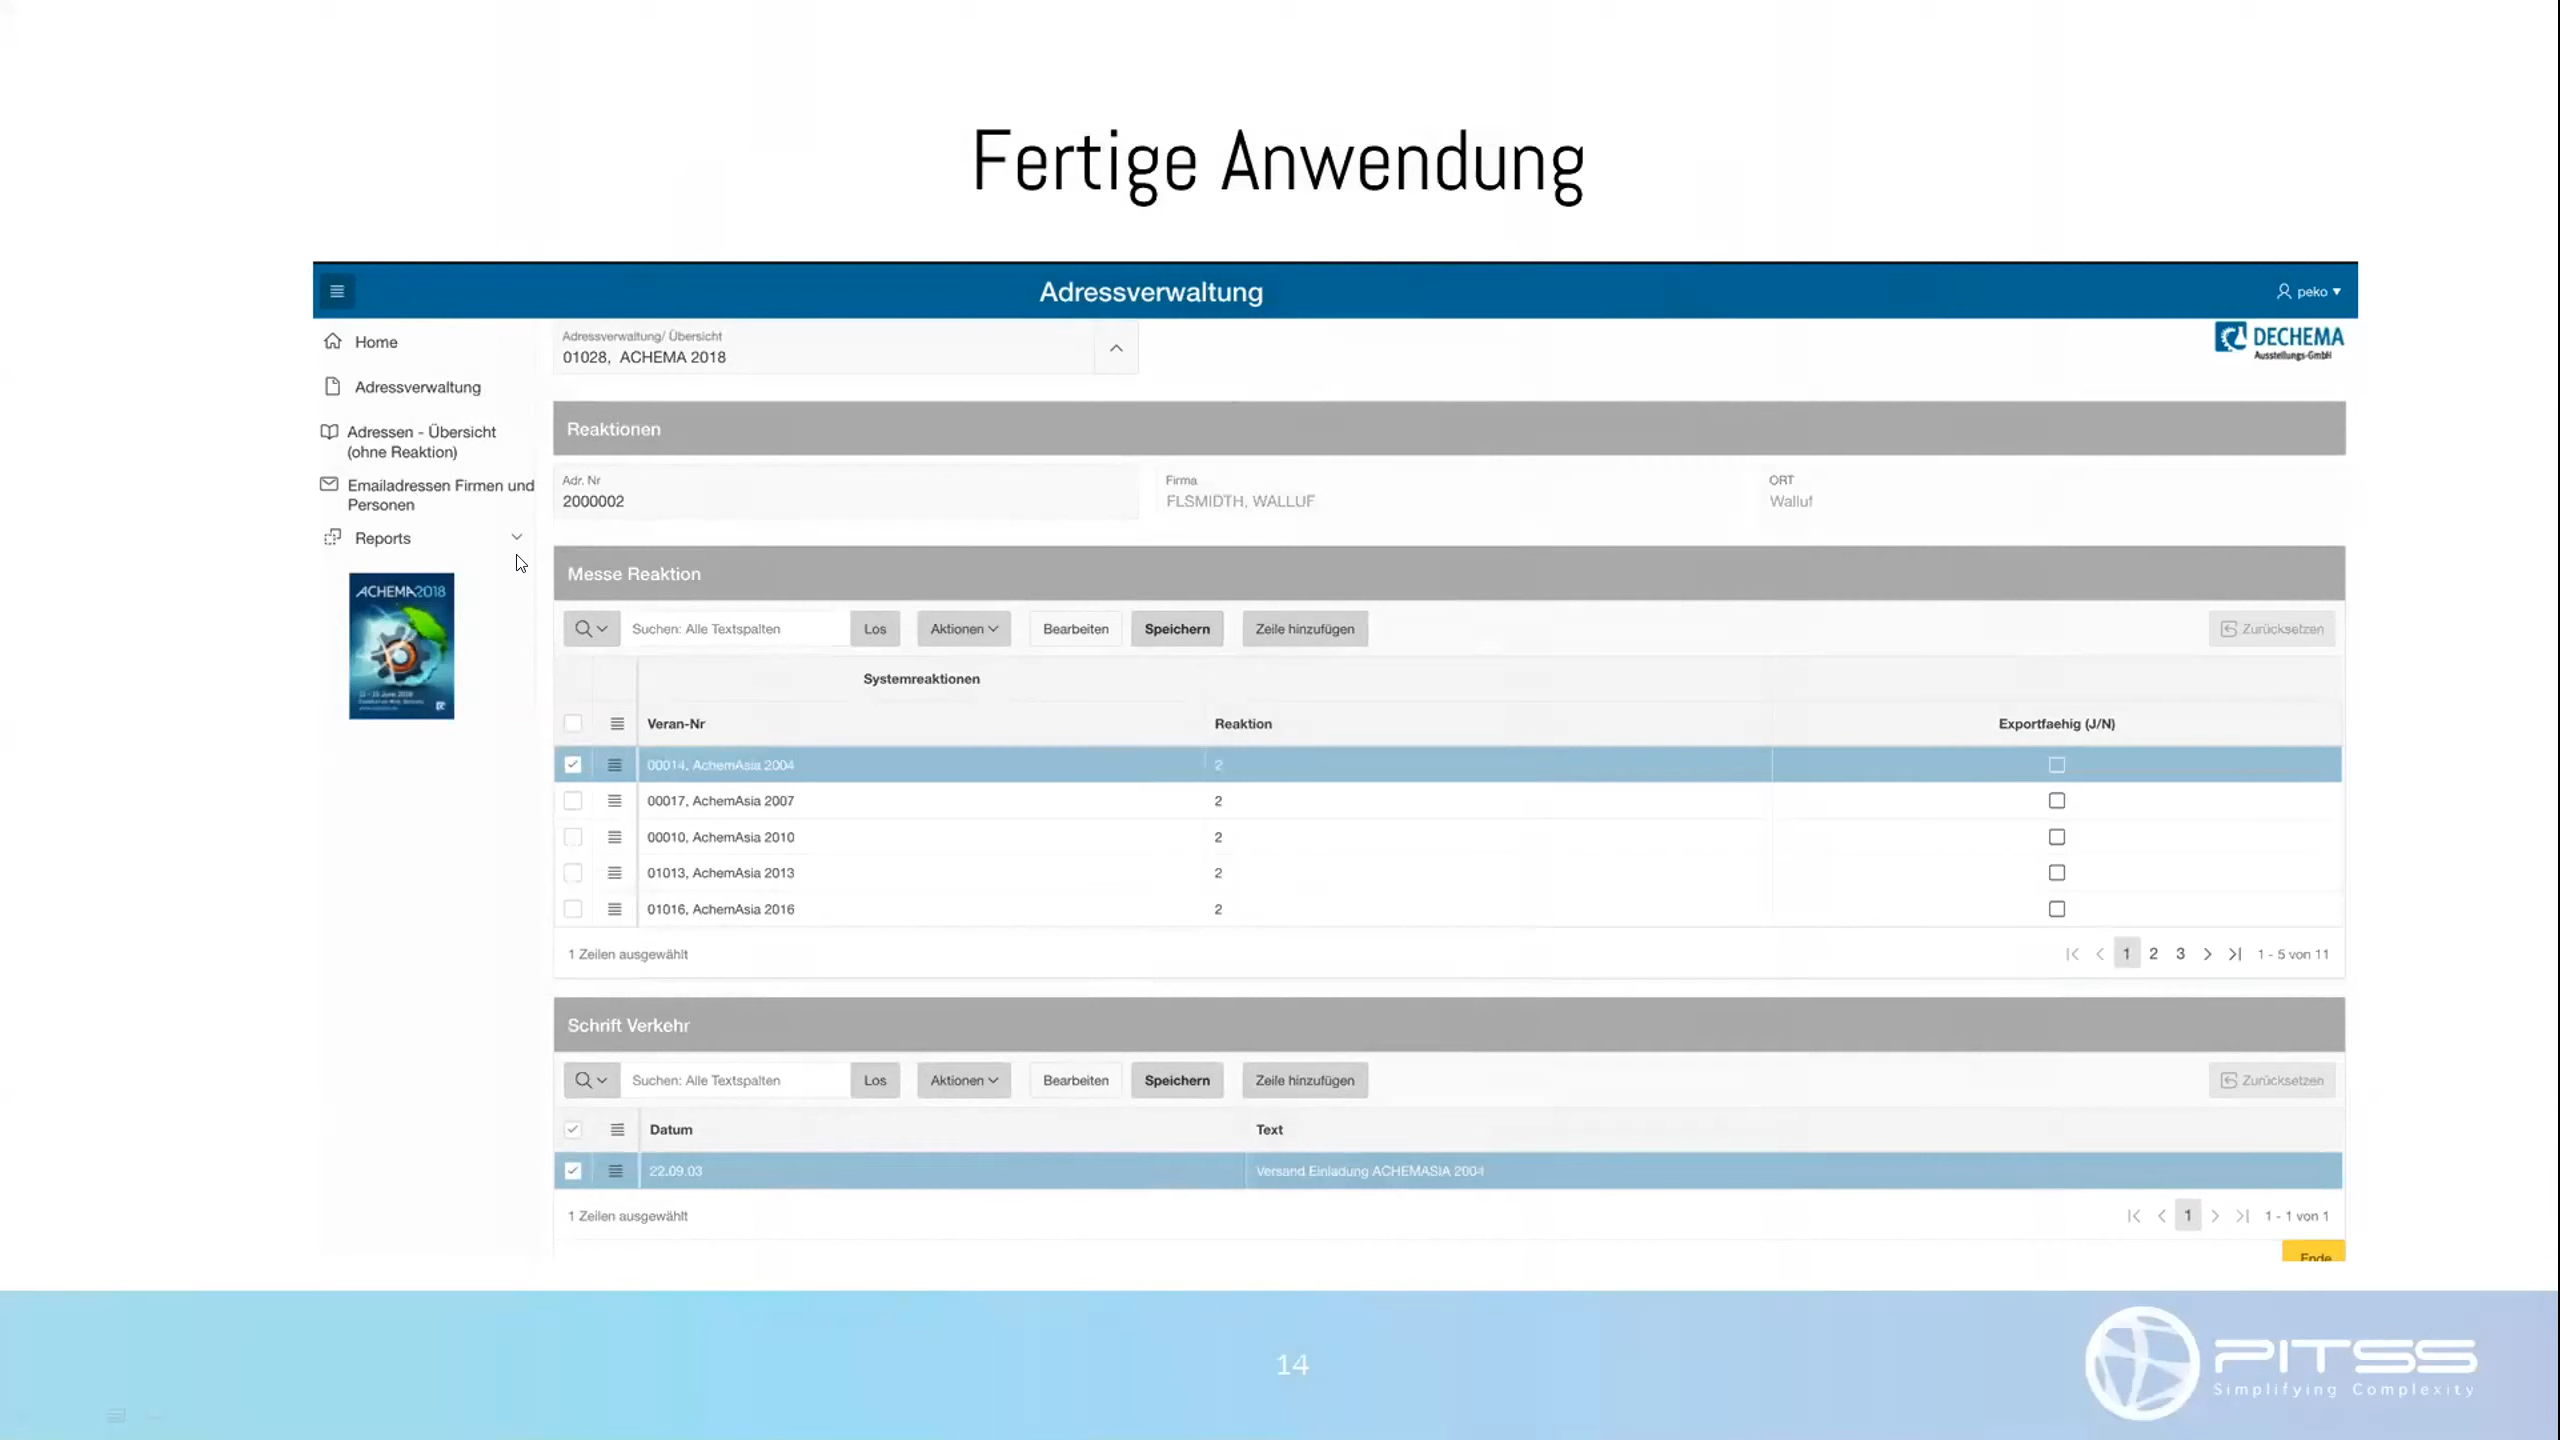 Fertige Anwendung
Adressverwaltung
peko
Home
Adressverwaltung
Adressen - Übersicht
(ohne Reaktion)
Emailadressen Firmen und
Personen
Reports
ACHEMA2018
Adressverwaltung/ Übersicht
01028, ACHEMA 2018
DECHEMA
Ausstellungs-GmbH
Reaktionen
Adr. Nr
2000002
Firma
FLSMIDTH, WALLUF
ORT
Walluf
Messe Reaktion
Suchen: Alle Textspalten Los Aktionen Bearbeiten Speichern Zeile hinzufügen Zurücksetzen
Systemreaktionen
Veran-Nr Reaktion Exportfaehig (J/N)
00014, AchemAsia 2004 2
00017, AchemAsia 2007 2
00010, AchemAsia 2010 2
01013, AchemAsia 2013 2
01016, AchemAsia 2016 2
1 Zeilen ausgewählt 1 2 3 1 - 5 von 11
Schrift Verkehr
Suchen: Alle Textspalten Los Aktionen Bearbeiten Speichern Zeile hinzufügen Zurücksetzen
Datum Text
22.09.03 Versand Einladung ACHEMASIA 2004
1 Zeilen ausgewählt 1 1 - 1 von 1
Ende
14
PITSS
Simplifying Complexity